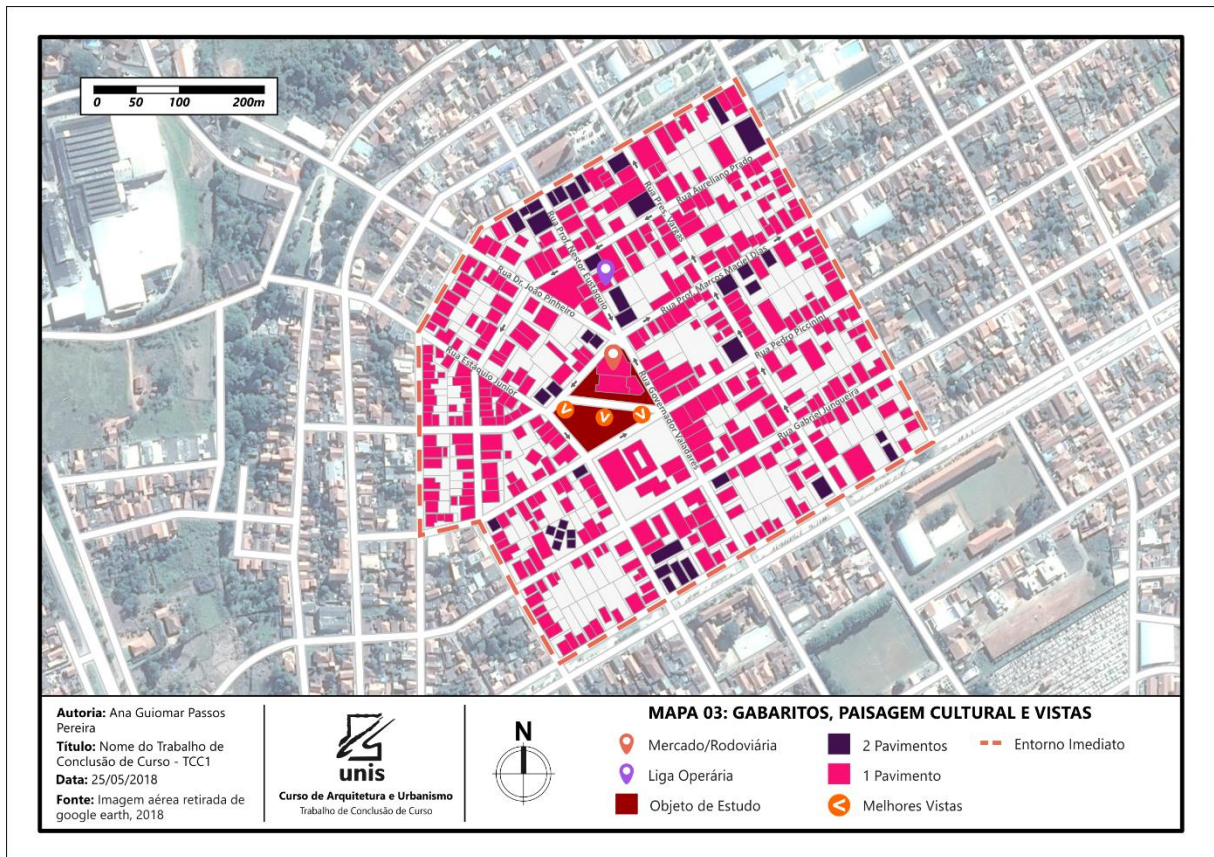 0 50 100 200m
Rua Aureliano Prado
Rua Pres. Vargas
Rua Prof. Nestor Eustáquio
Rua Dr. João Pinheiro
Rua Prof. Marcos Maciel Dias
Rua Pedro Piccinini
Rua Estáquio Junior
Rua Governador Valadares
Rua Gabriel Junqueira
Autoria: Ana Guiomar Passos
Pereira
Título: Nome do Trabalho de
Conclusão de Curso - TCC1
Data: 25/05/2018
Fonte: Imagem aérea retirada de
google earth, 2018
unis
Curso de Arquitetura e Urbanismo
Trabalho de Conclusão de Curso
N
MAPA 03: GABARITOS, PAISAGEM CULTURAL E VISTAS
Mercado/Rodoviária
Liga Operária
Objeto de Estudo
2 Pavimentos
1 Pavimento
Melhores Vistas
Entorno Imediato